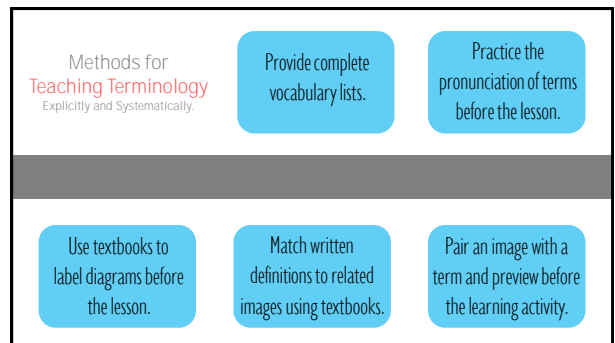 Methods for
Teaching Terminology
Explicitly and Systematically.
Provide complete
vocabulary lists.
Practice the
pronunciation of terms
before the lesson.
Use textbooks to
label diagrams before
the lesson.
Match written
definitions to related
images using textbooks.
Pair an image with a
term and preview before
the learning activity.